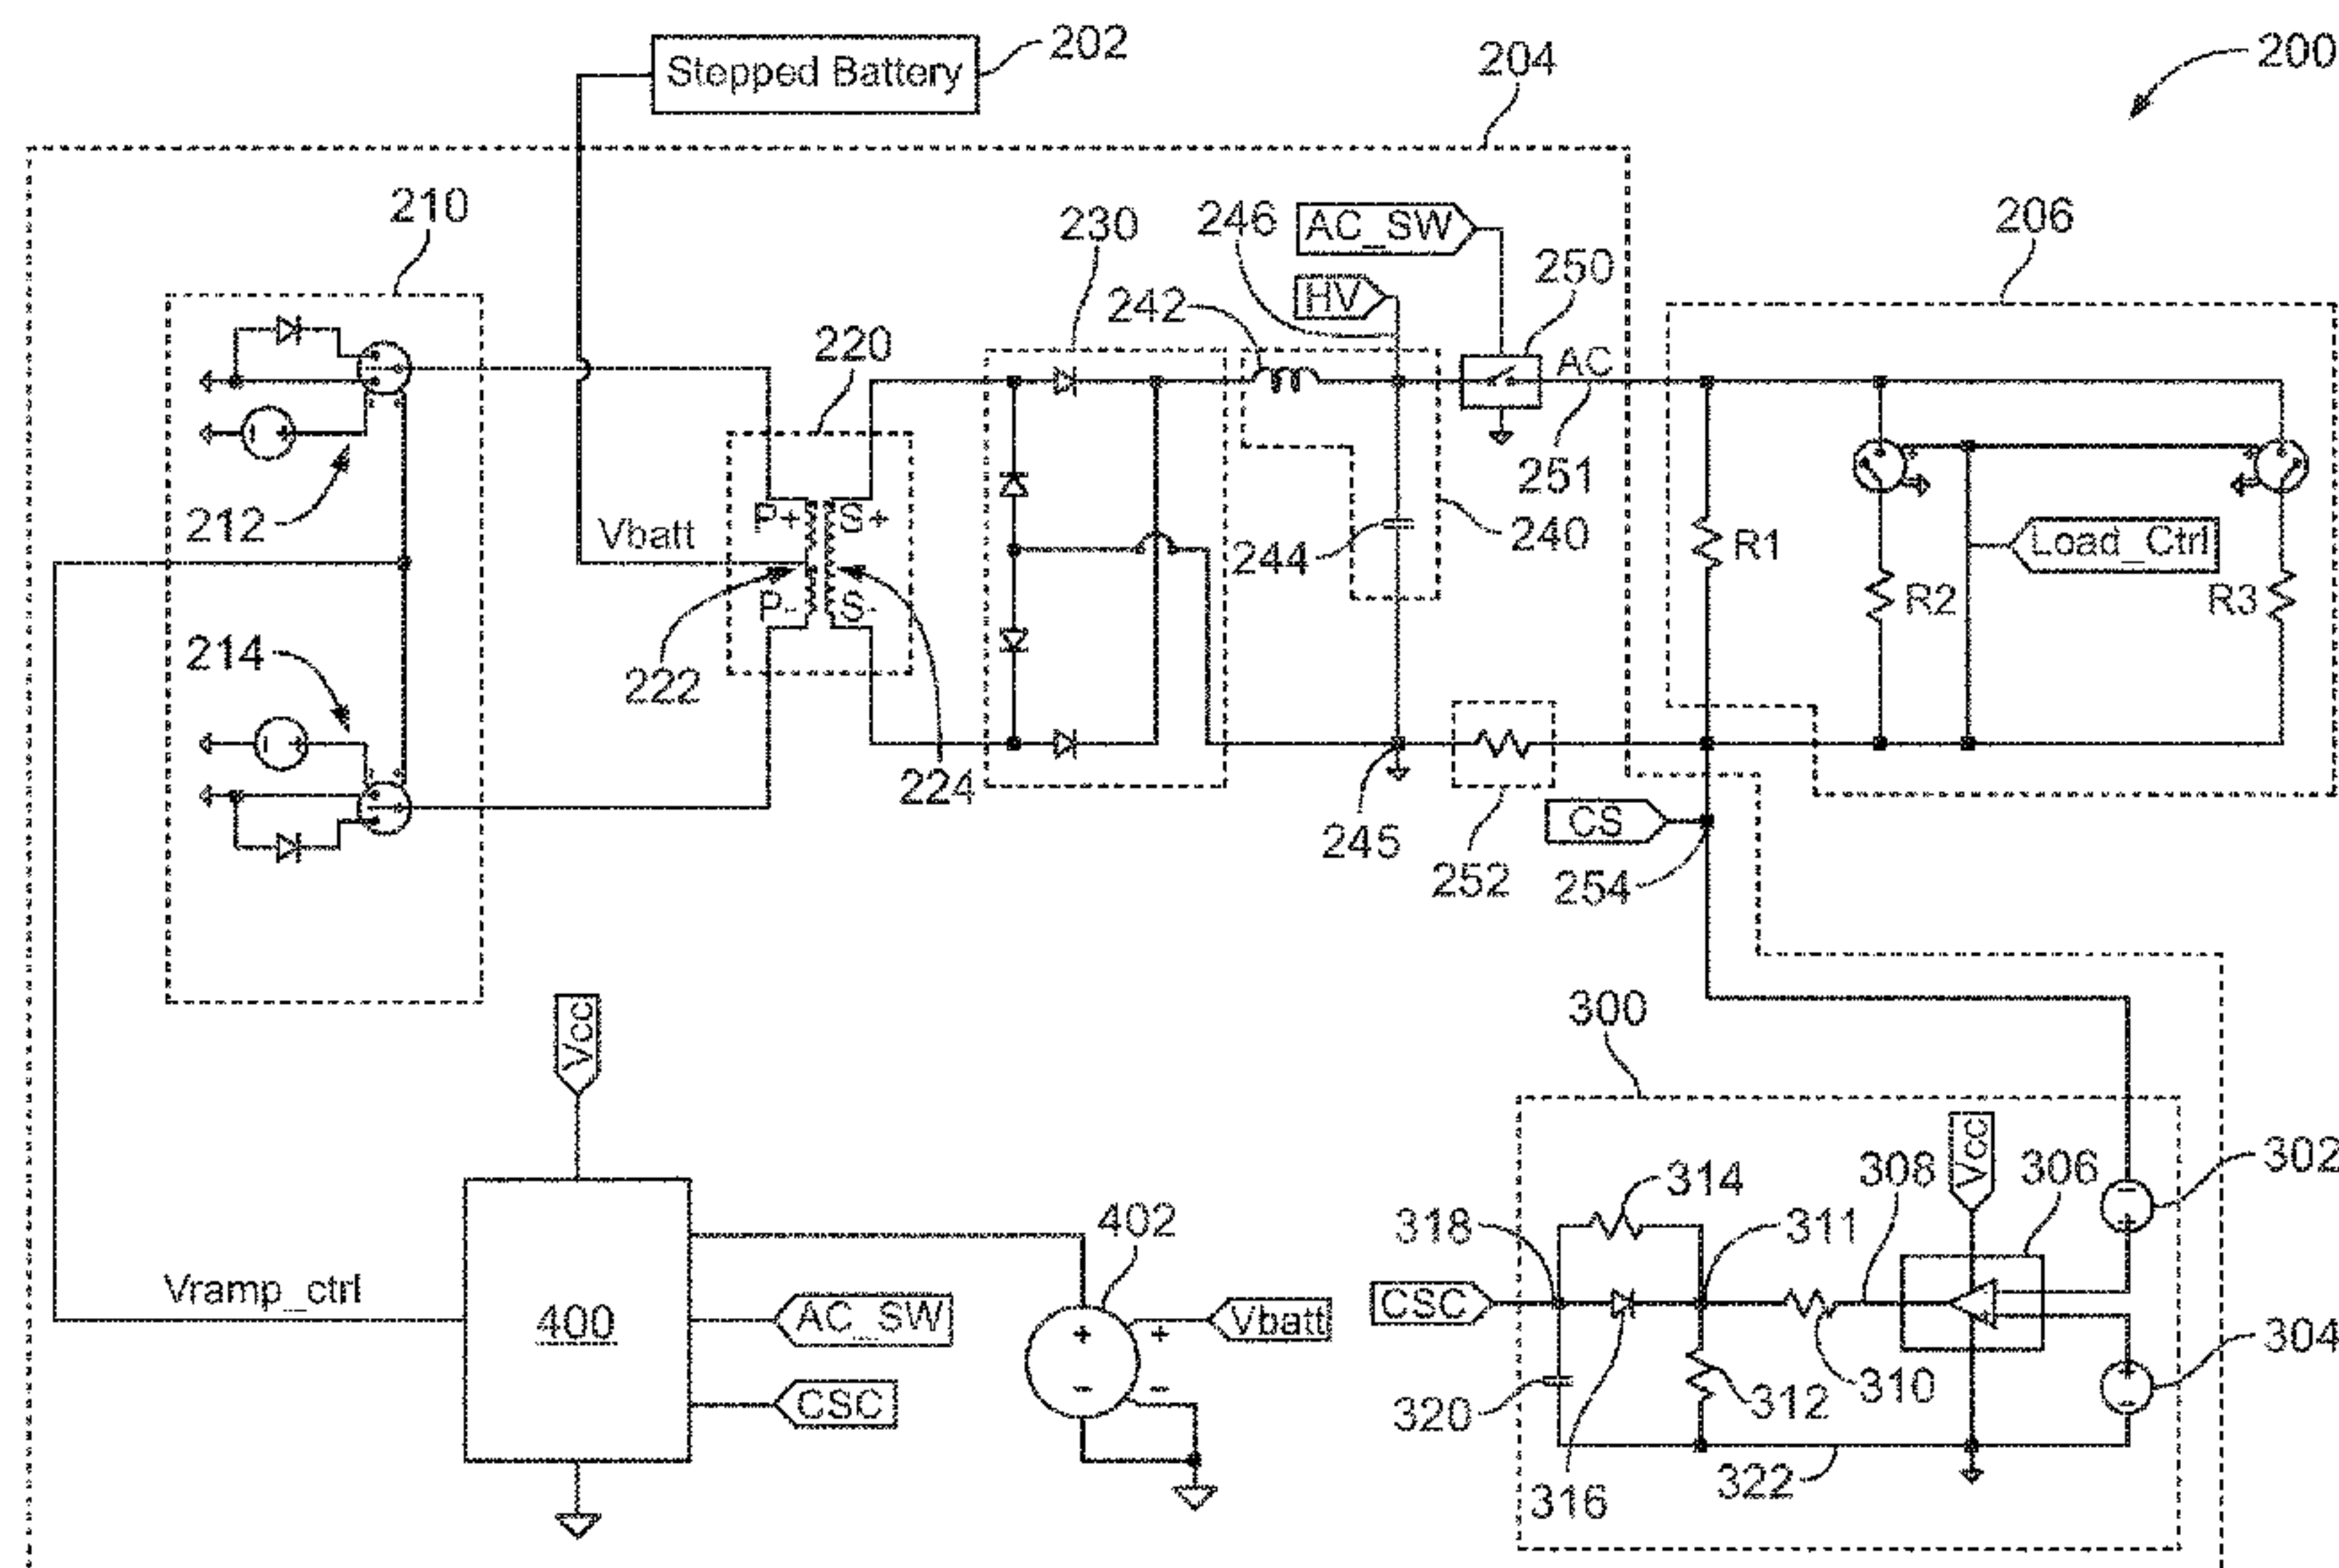 202
Stepped Battery
204
200
210
246
AC_SW
206
230
250
HV
242
220
AC
251
212
P+
S+
Vbatt
244
240
R1
Load_Ctrl
R2
R3
P-
S-
214
222
224
245
252
CS
254
Vcc
300
302
314
308
Vcc
306
402
318
311
Vramp_ctrl
400
AC_SW
+
+
Vbatt
CSC
304
CSC
-
-
320
312
310
316
322